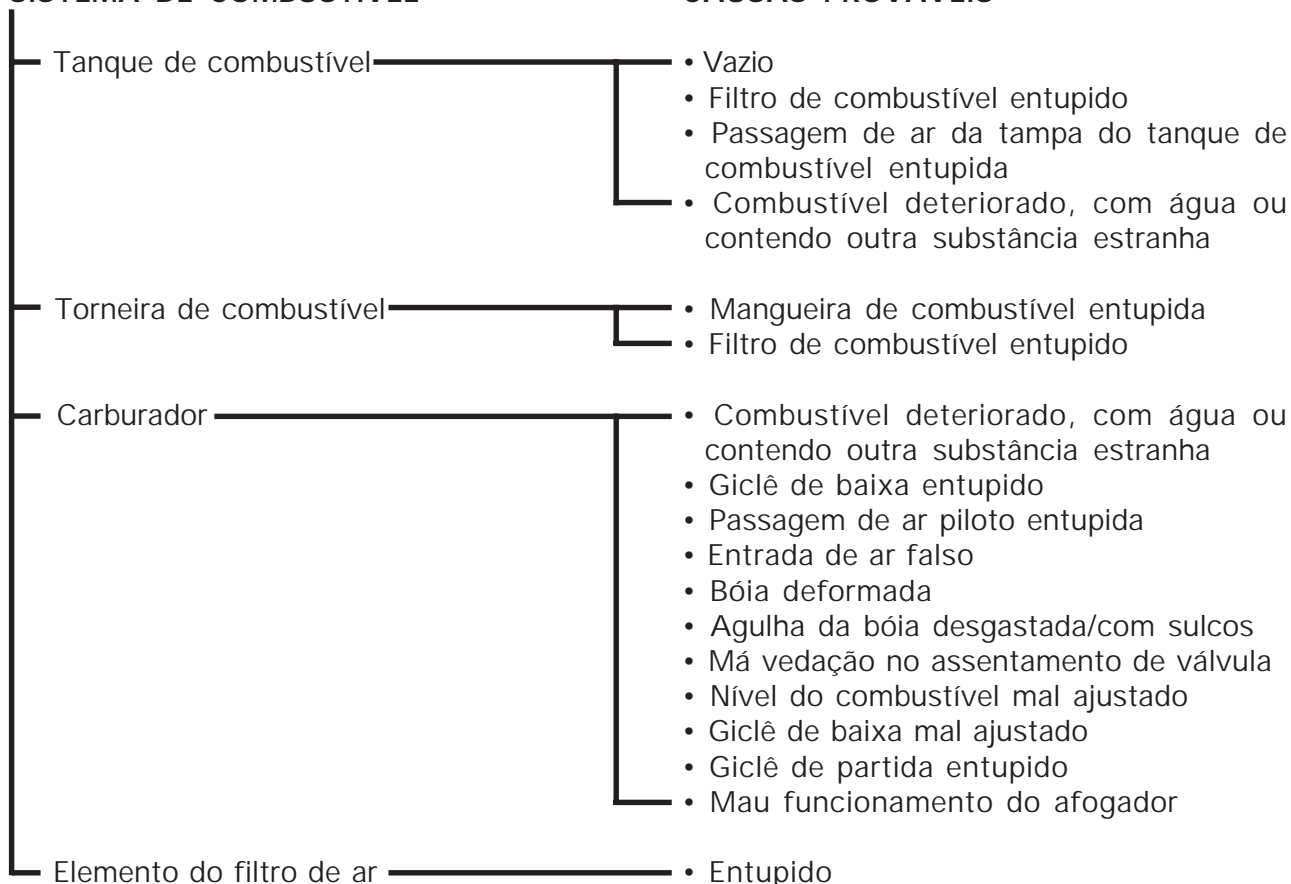 SISTEMA DE COMBUSTÍVEL CAUSAS PROVÁVEIS
Tanque de combustível • Vazio
• Filtro de combustível entupido
• Passagem de ar da tampa do tanque de
combustível entupida
• Combustível deteriorado, com água ou
contendo outra substância estranha
Torneira de combustível • Mangueira de combustível entupida
• Filtro de combustível entupido
Carburador • Combustível deteriorado, com água ou
contendo outra substância estranha
• Giclê de baixa entupido
• Passagem de ar piloto entupida
• Entrada de ar falso
• Bóia deformada
• Agulha da bóia desgastada/com sulcos
• Má vedação no assentamento de válvula
• Nível do combustível mal ajustado
• Giclê de baixa mal ajustado
• Giclê de partida entupido
• Mau funcionamento do afogador
Elemento do filtro de ar • Entupido